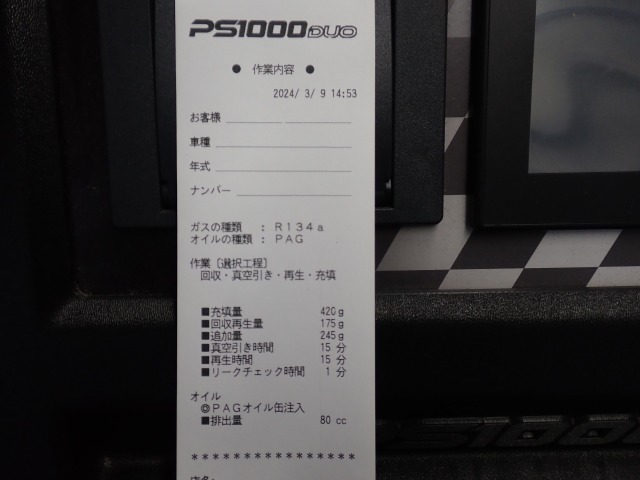 PS1000DUO
● 作業内容 ●
2024/ 3/ 9 14:53
お客様
車種
年式
ナンバー
ガスの種類 : R134a
オイルの種類 : PAG
作業〔選択工程〕
回収・真空引き・再生・充填
■充填量 420g
■回収再生量 175g
■追加量 245g
■真空引き時間 15 分
■再生時間 15 分
■リークチェック時間 1 分
オイル
◎PAGオイル缶注入
■排出量 80 cc
****************